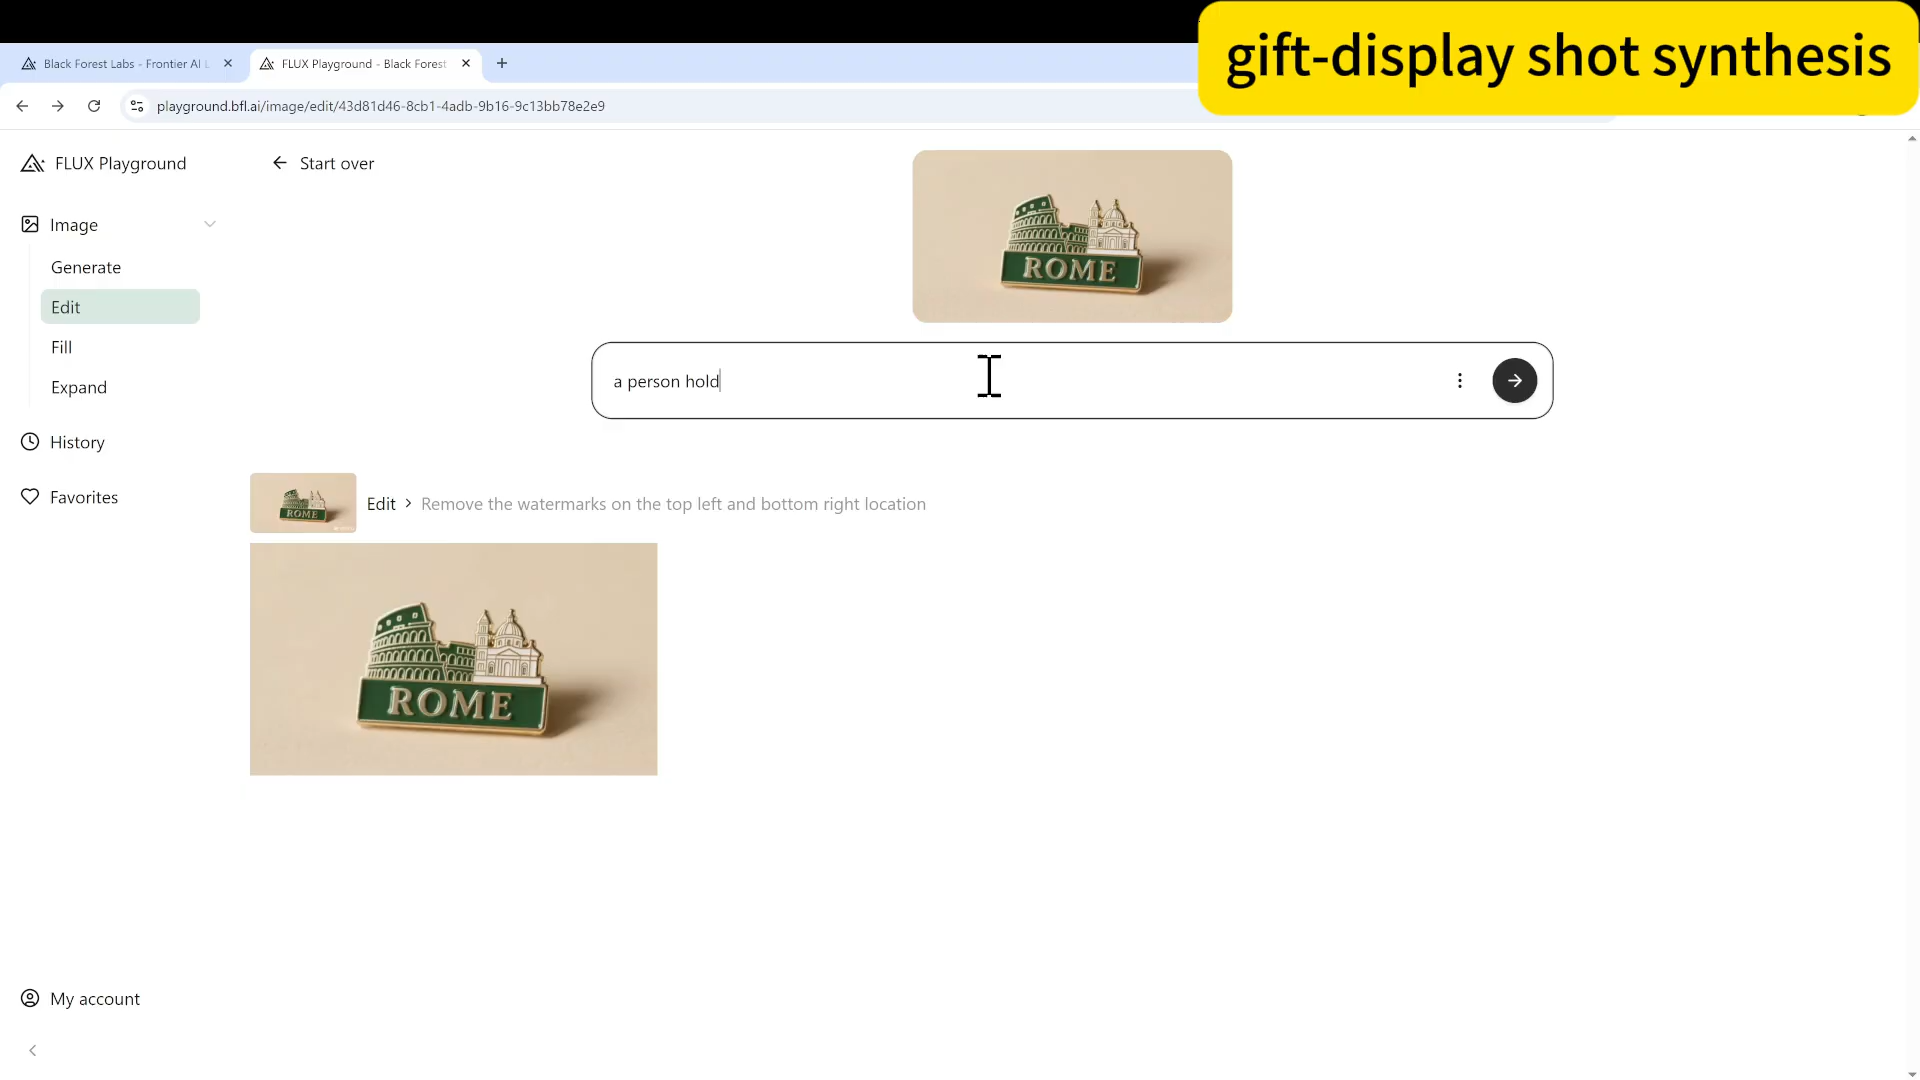 gift-display shot synthesis
Black Forest Labs - Frontier AI L
FLUX Playground - Black Forest
playground.bfl.ai/image/edit/43d81d46-8cb1-4adb-9b16-9c13bb78e2e9
FLUX Playground
Start over
Image
Generate
Edit
Fill
Expand
History
Favorites
My account
ROME
a person hold
ROME
Edit > Remove the watermarks on the top left and bottom right location
ROME